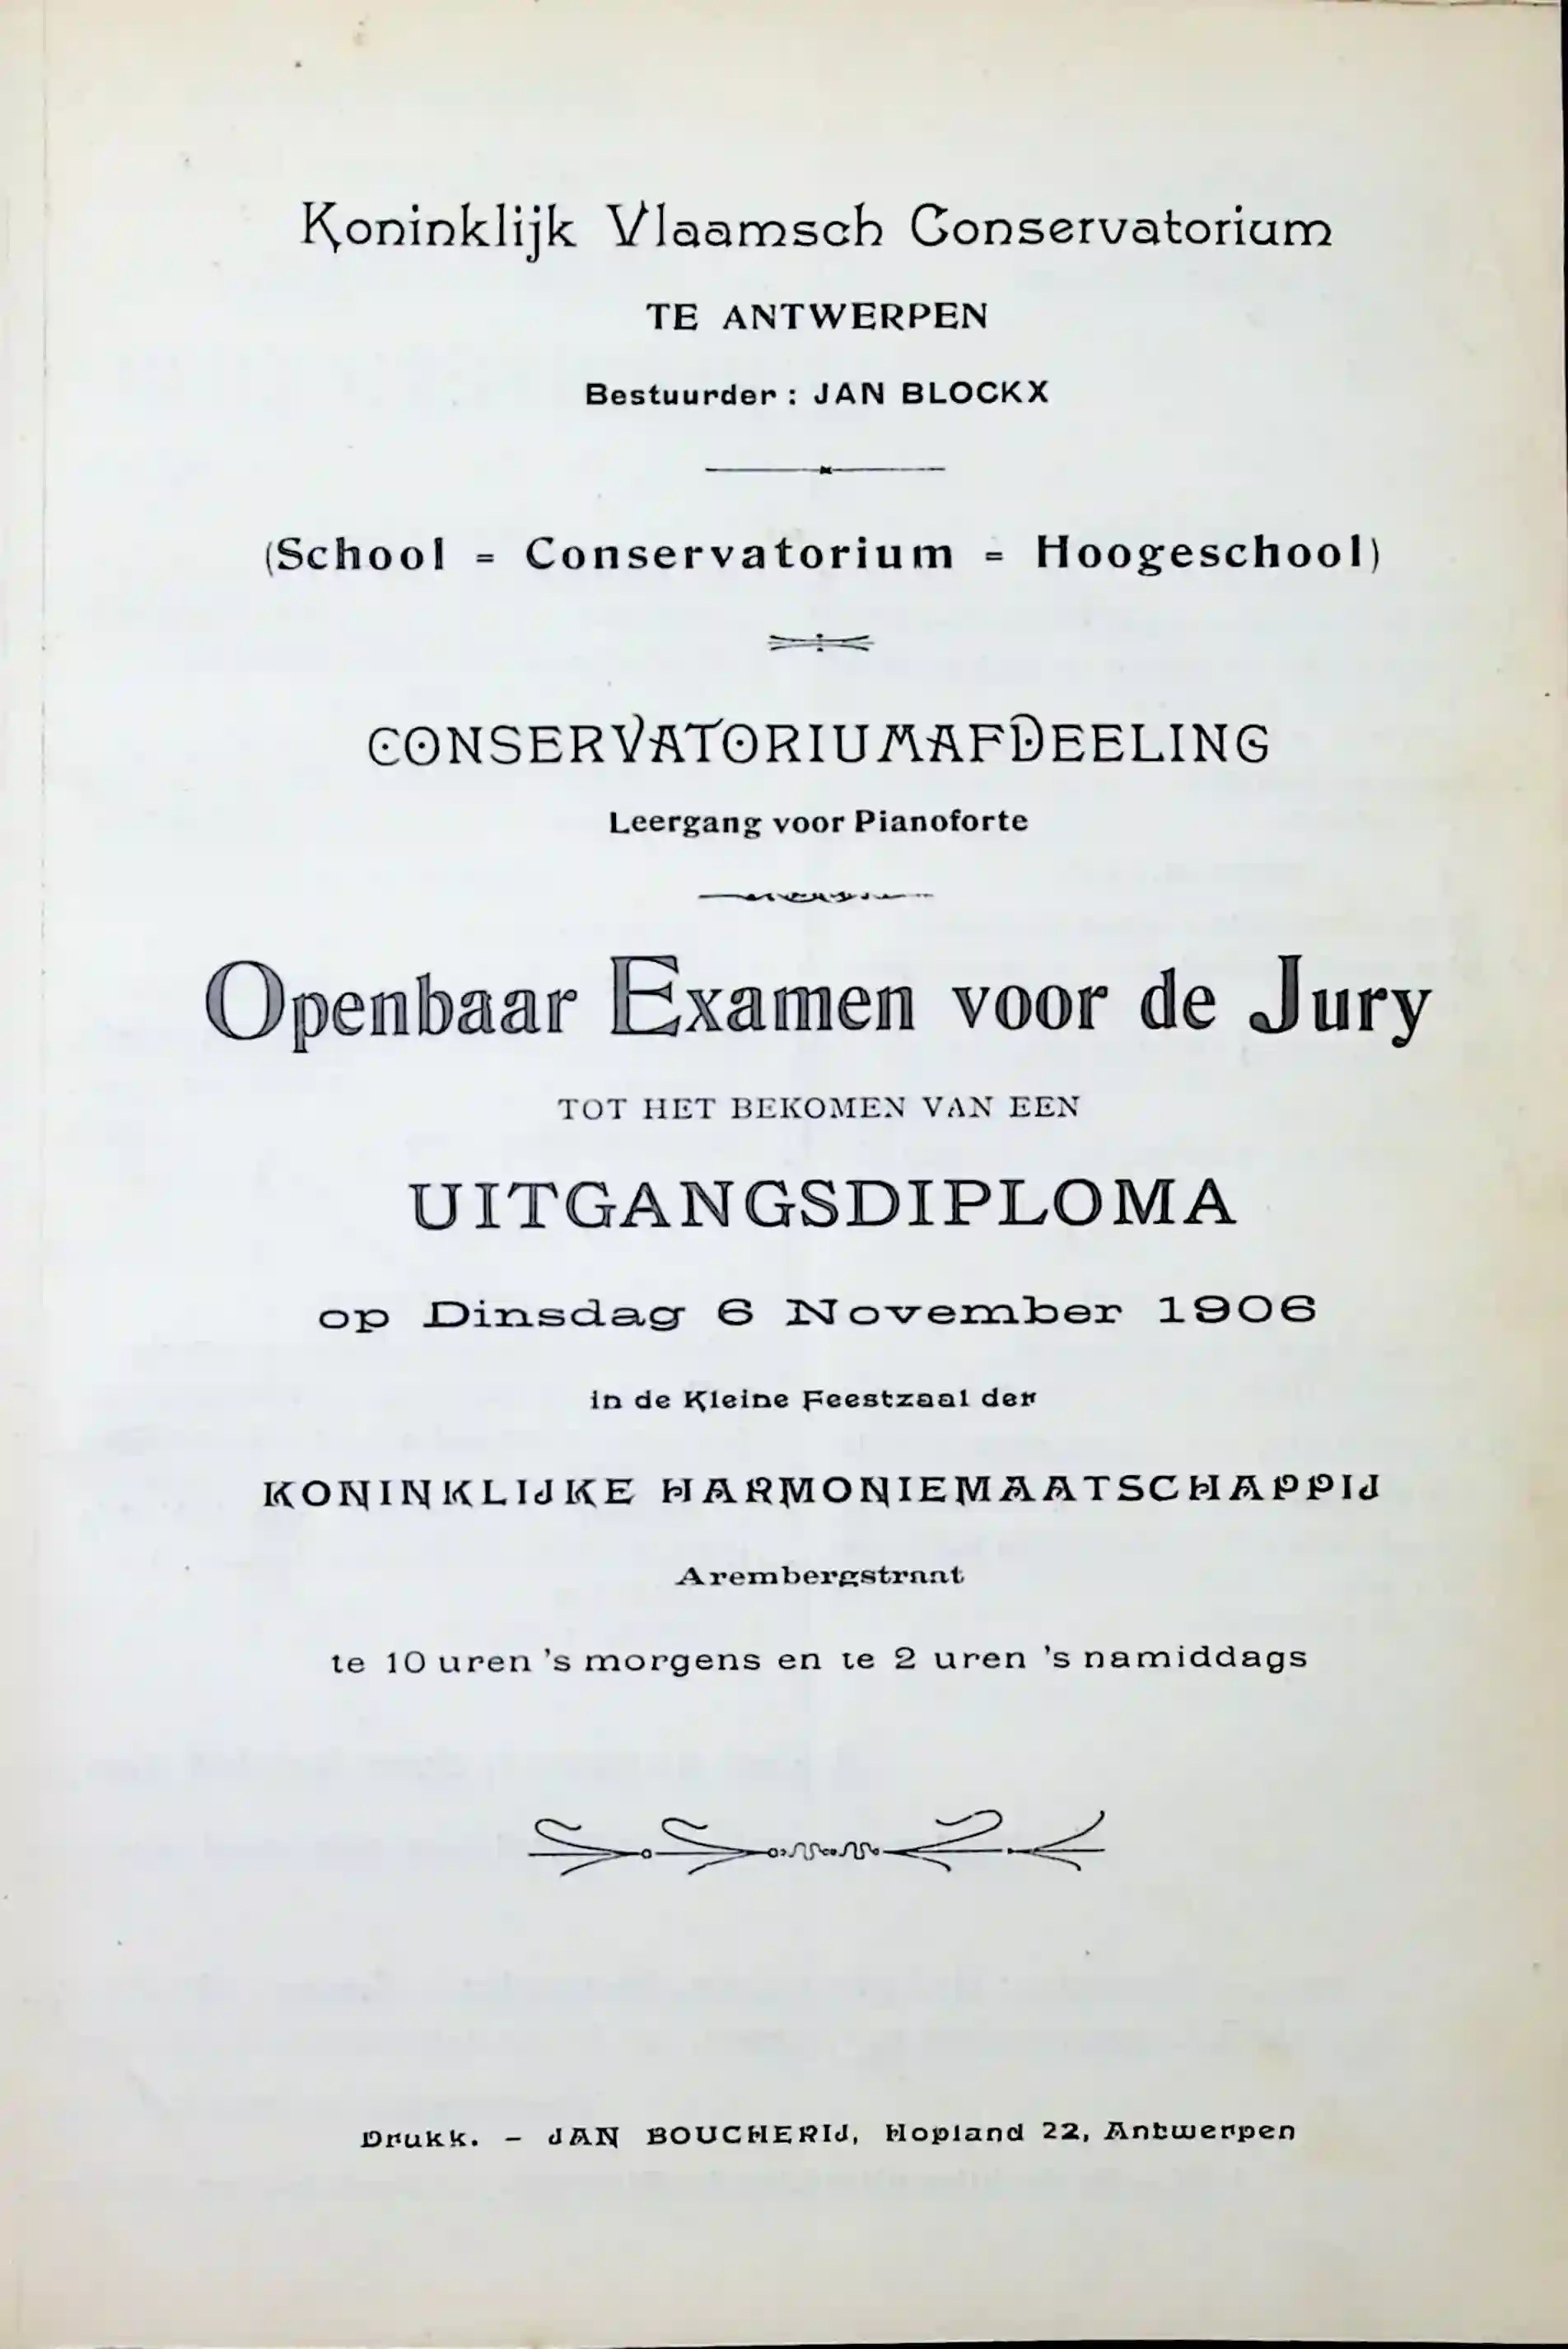 Koninklijk Vlaamsch Conservatorium
TE ANTWERPEN
Bestuurder : JAN BLOCKX
(School = Conservatorium = Hoogeschool)
CONSERVATORIUMAFDEELING
Leergang voor Pianoforte
Openbaar Examen voor de Jury
TOT HET BEKOMEN VAN EEN
UITGANGSDIPLOMA
op Dinsdag 6 November 1906
in de Kleine Feestzaal der
KONINKLIJKE HARMONIEMAATSCHAPPIJ
Arembergstraat
te 10 uren 's morgens en te 2 uren 's namiddags
Drukk. - JAN BOUCHERIJ, Hopland 22, Antwerpen